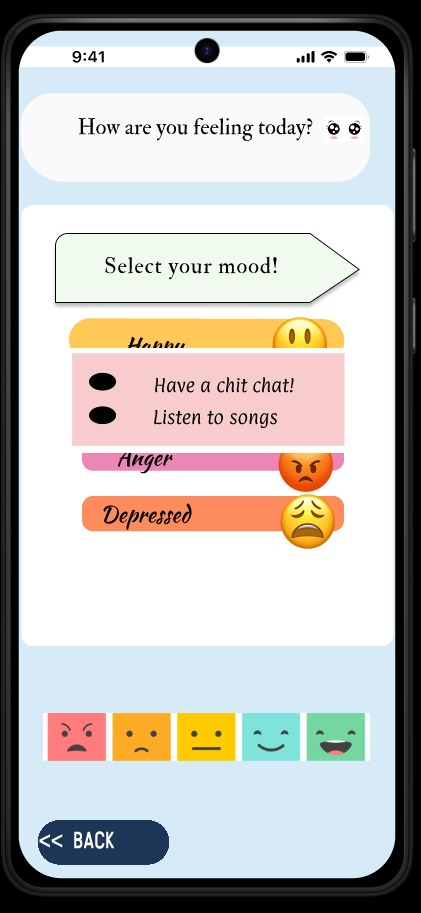 9:41
How are you feeling today?
Select your mood!
Happy
Have a chit chat!
Listen to songs
Anger
Depressed
<< BACK